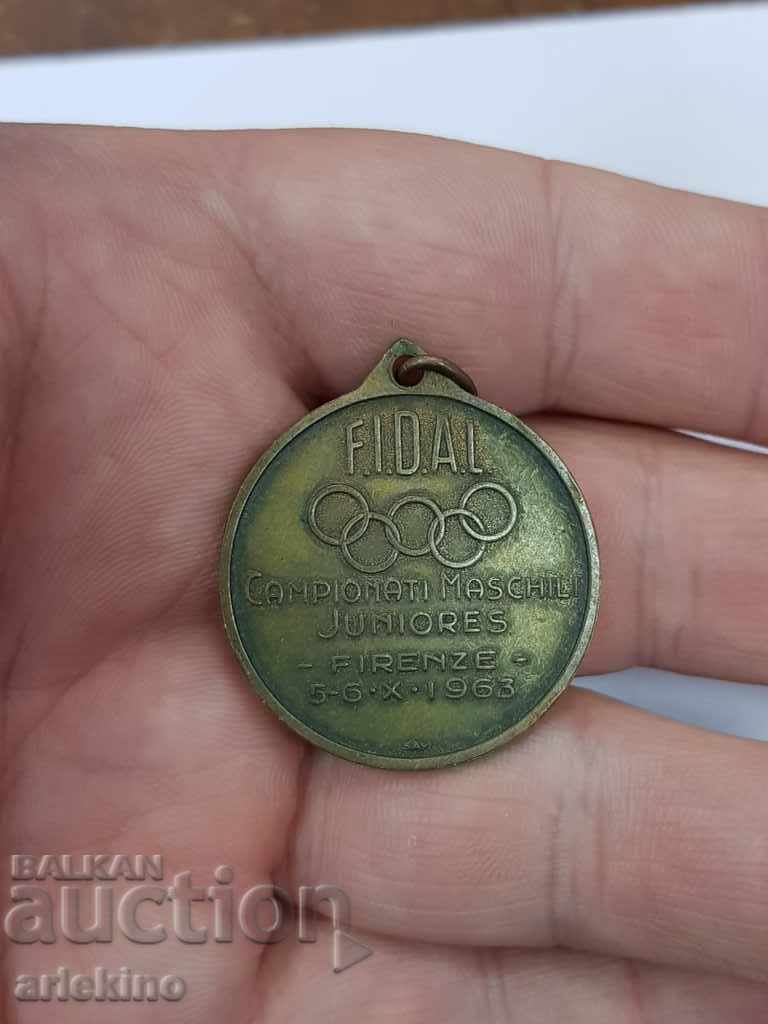 F.I.D.A.L.
CAMPIONATI MASCHILI
JUNIORES
- FIRENZE -
5-6·X·1963
BALKAN
auction
arlekino